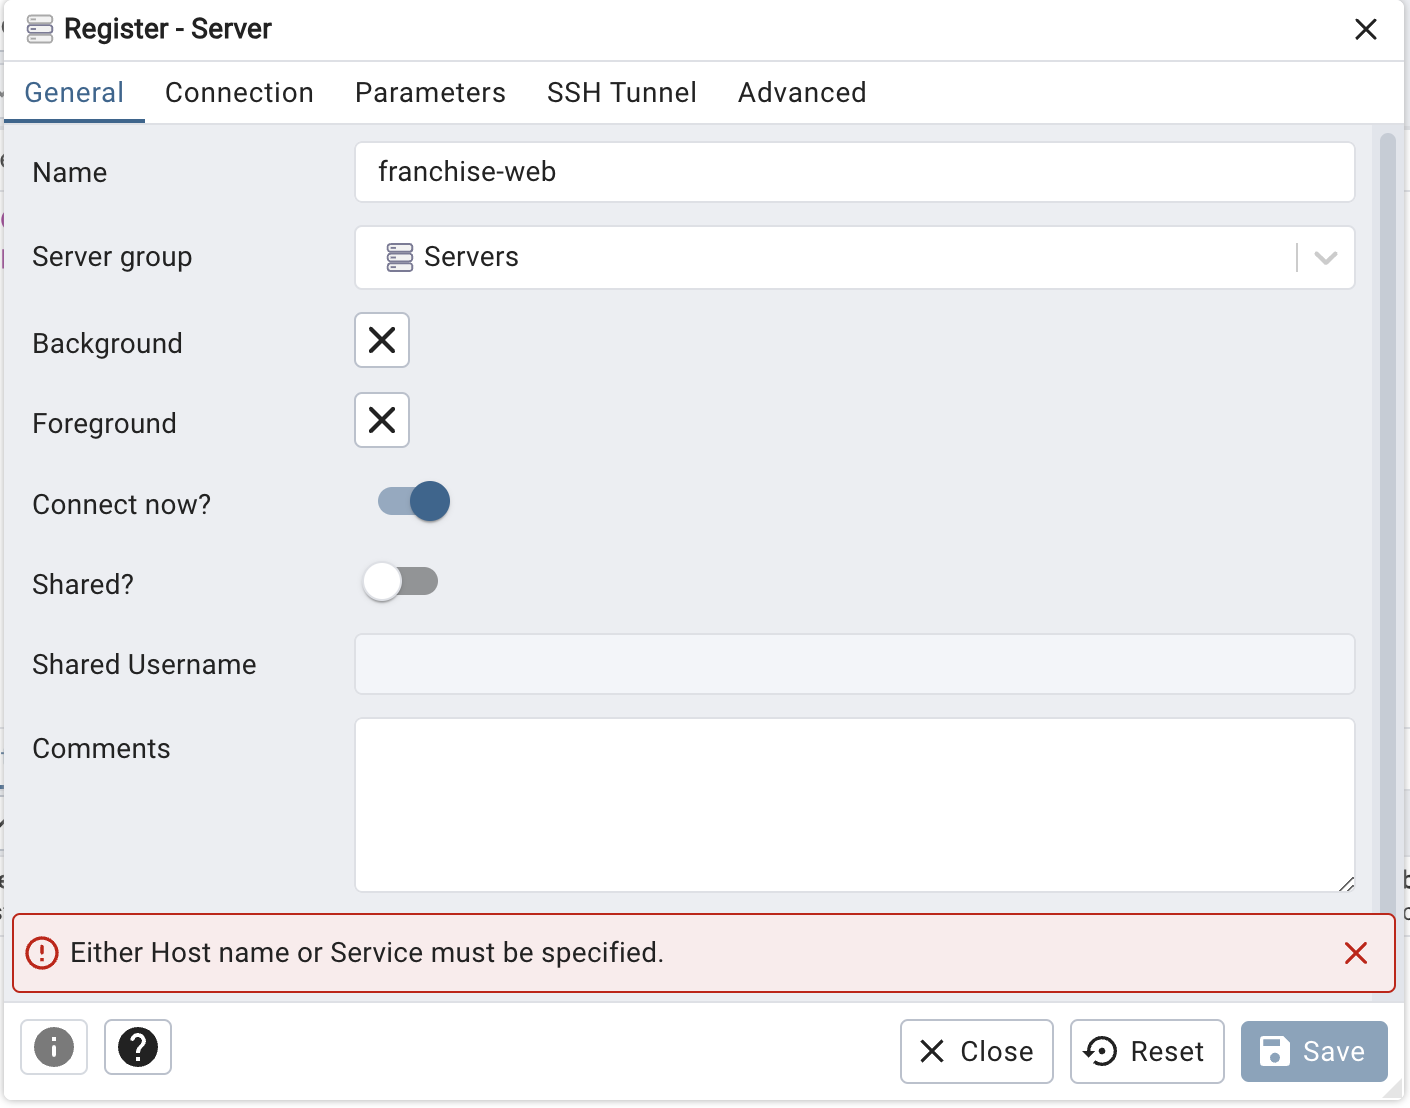 Register - Server
General Connection Parameters SSH Tunnel Advanced
Name franchise-web
Server group Servers
Background
Foreground
Connect now?
Shared?
Shared Username
Comments
Either Host name or Service must be specified.
Close Reset Save